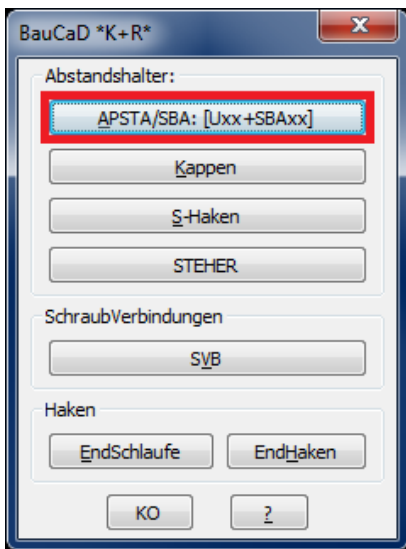 BauCaD *K+R*
Abstandshalter:
APSTA/SBA: [Uxx+SBAxx]
Kappen
S-Haken
STEHER
SchraubVerbindungen
SVB
Haken
EndSchlaufe EndHaken
KO ?